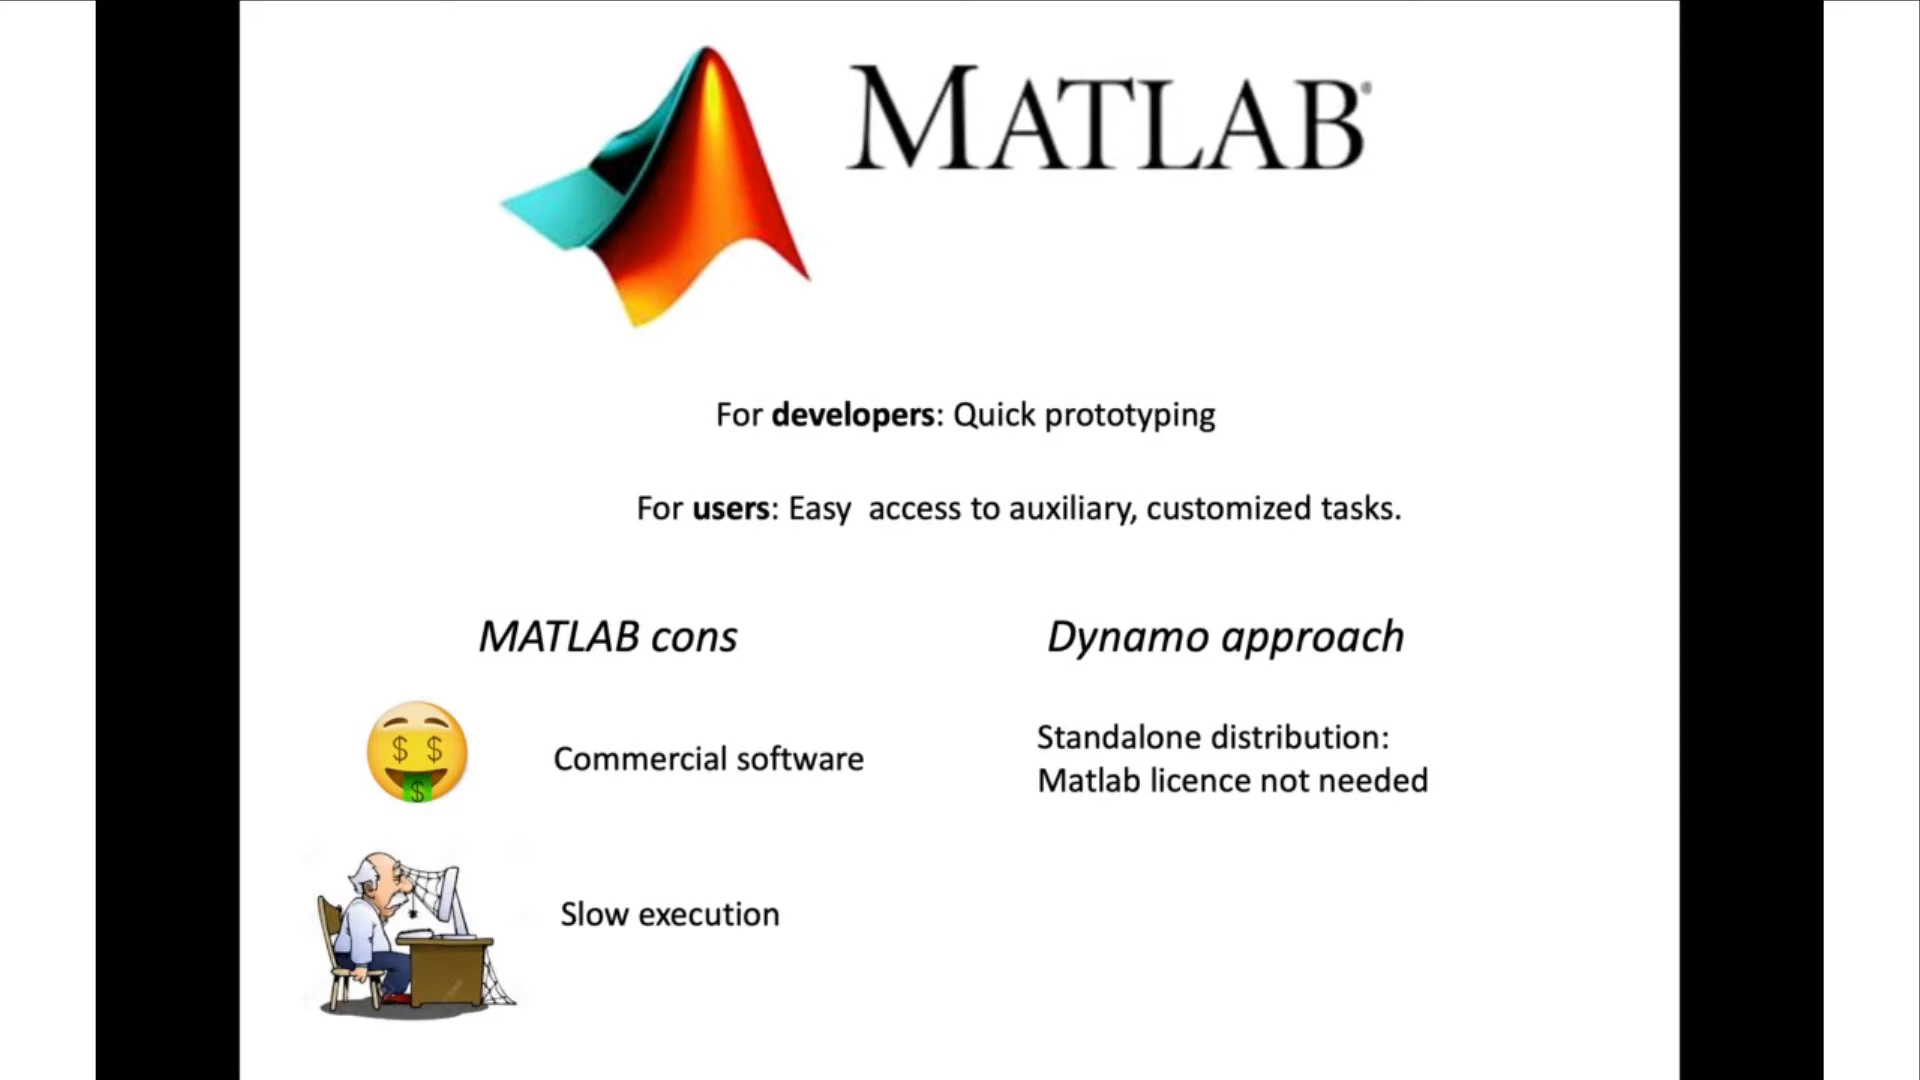 MATLAB®
For developers: Quick prototyping
For users: Easy  access to auxiliary, customized tasks.
MATLAB cons
Dynamo approach
$ $
$
Commercial software
Standalone distribution:
Matlab licence not needed
Slow execution